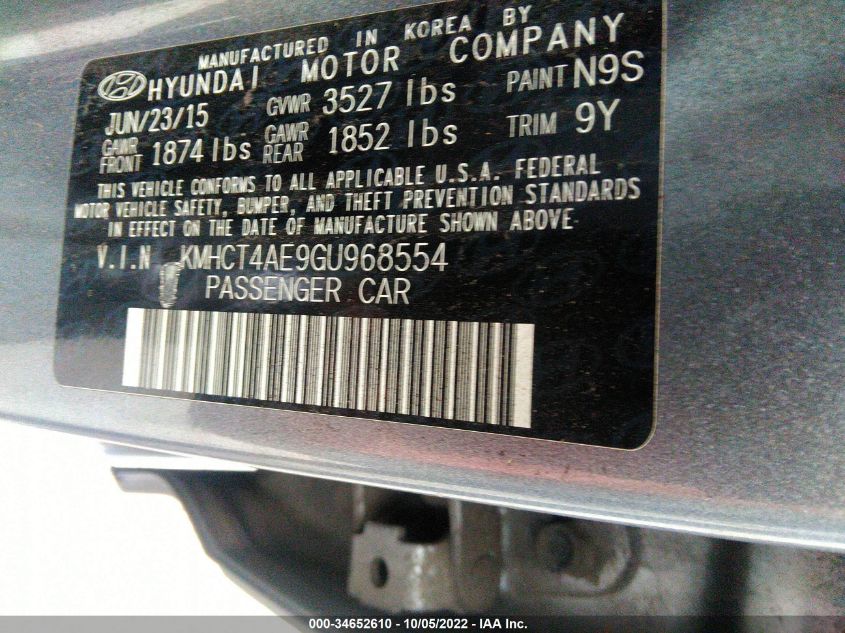 MANUFACTURED IN KOREA BY
HYUNDAI MOTOR COMPANY
JUN/23/15 GVWR 3527 lbs PAINT N9S
GAWR FRONT 1874 lbs GAWR REAR 1852 lbs TRIM 9Y
THIS VEHICLE CONFORMS TO ALL APPLICABLE U.S.A. FEDERAL
MOTOR VEHICLE SAFETY, BUMPER, AND THEFT PREVENTION STANDARDS
IN EFFECT ON THE DATE OF MANUFACTURE SHOWN ABOVE
V.I.N KMHCT4AE9GU968554
PASSENGER CAR
000-34652610 - 10/05/2022 - IAA Inc.